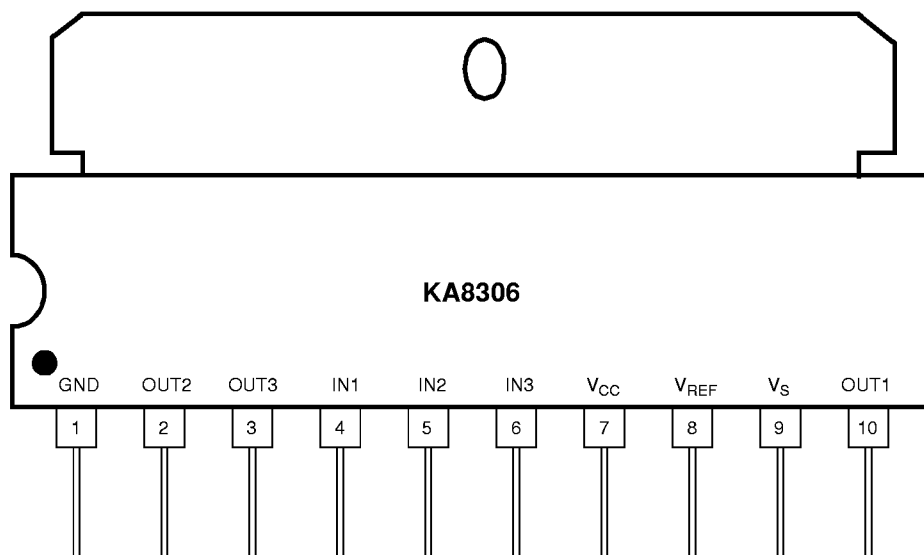 KA8306
GND OUT2 OUT3 IN1 IN2 IN3 VCC VREF VS OUT1
1 2 3 4 5 6 7 8 9 10